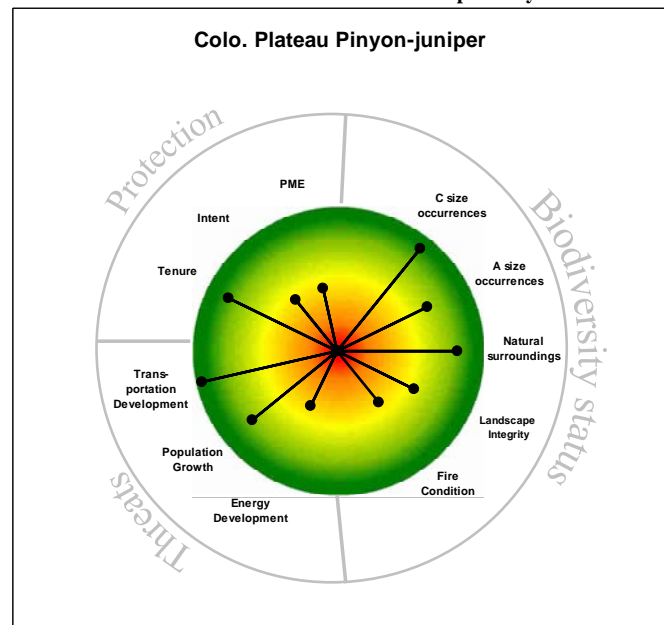 Colo. Plateau Pinyon-juniper
Protection
Biodiversity status
Threats
PME
Intent
Tenure
C size
occurrences
A size
occurrences
Natural
surroundings
Landscape
Integrity
Fire
Condition
Energy
Development
Population
Growth
Trans-
portation
Development